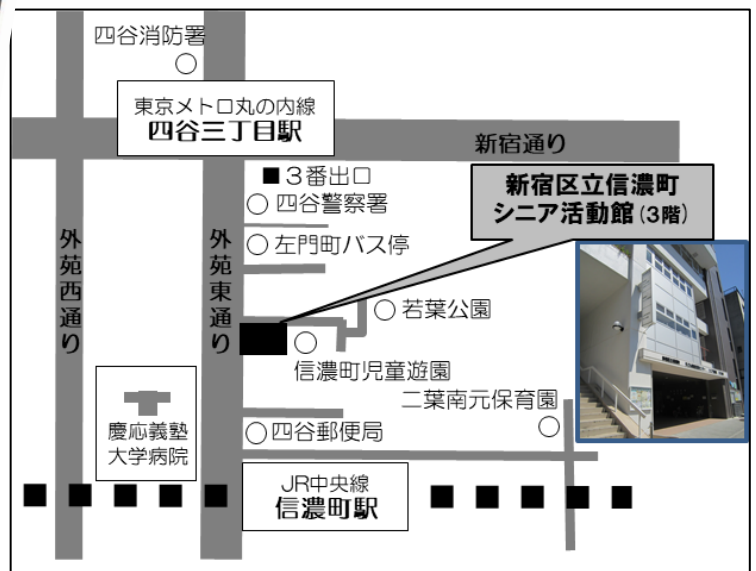 四谷消防署
東京メトロ丸の内線
四谷三丁目駅
新宿通り
■3番出口
四谷警察署
新宿区立信濃町
シニア活動館(3階)
左門町バス停
外苑西通り
外苑東通り
若葉公園
信濃町児童遊園
二葉南元保育園
慶応義塾
大学病院
四谷郵便局
JR中央線
信濃町駅